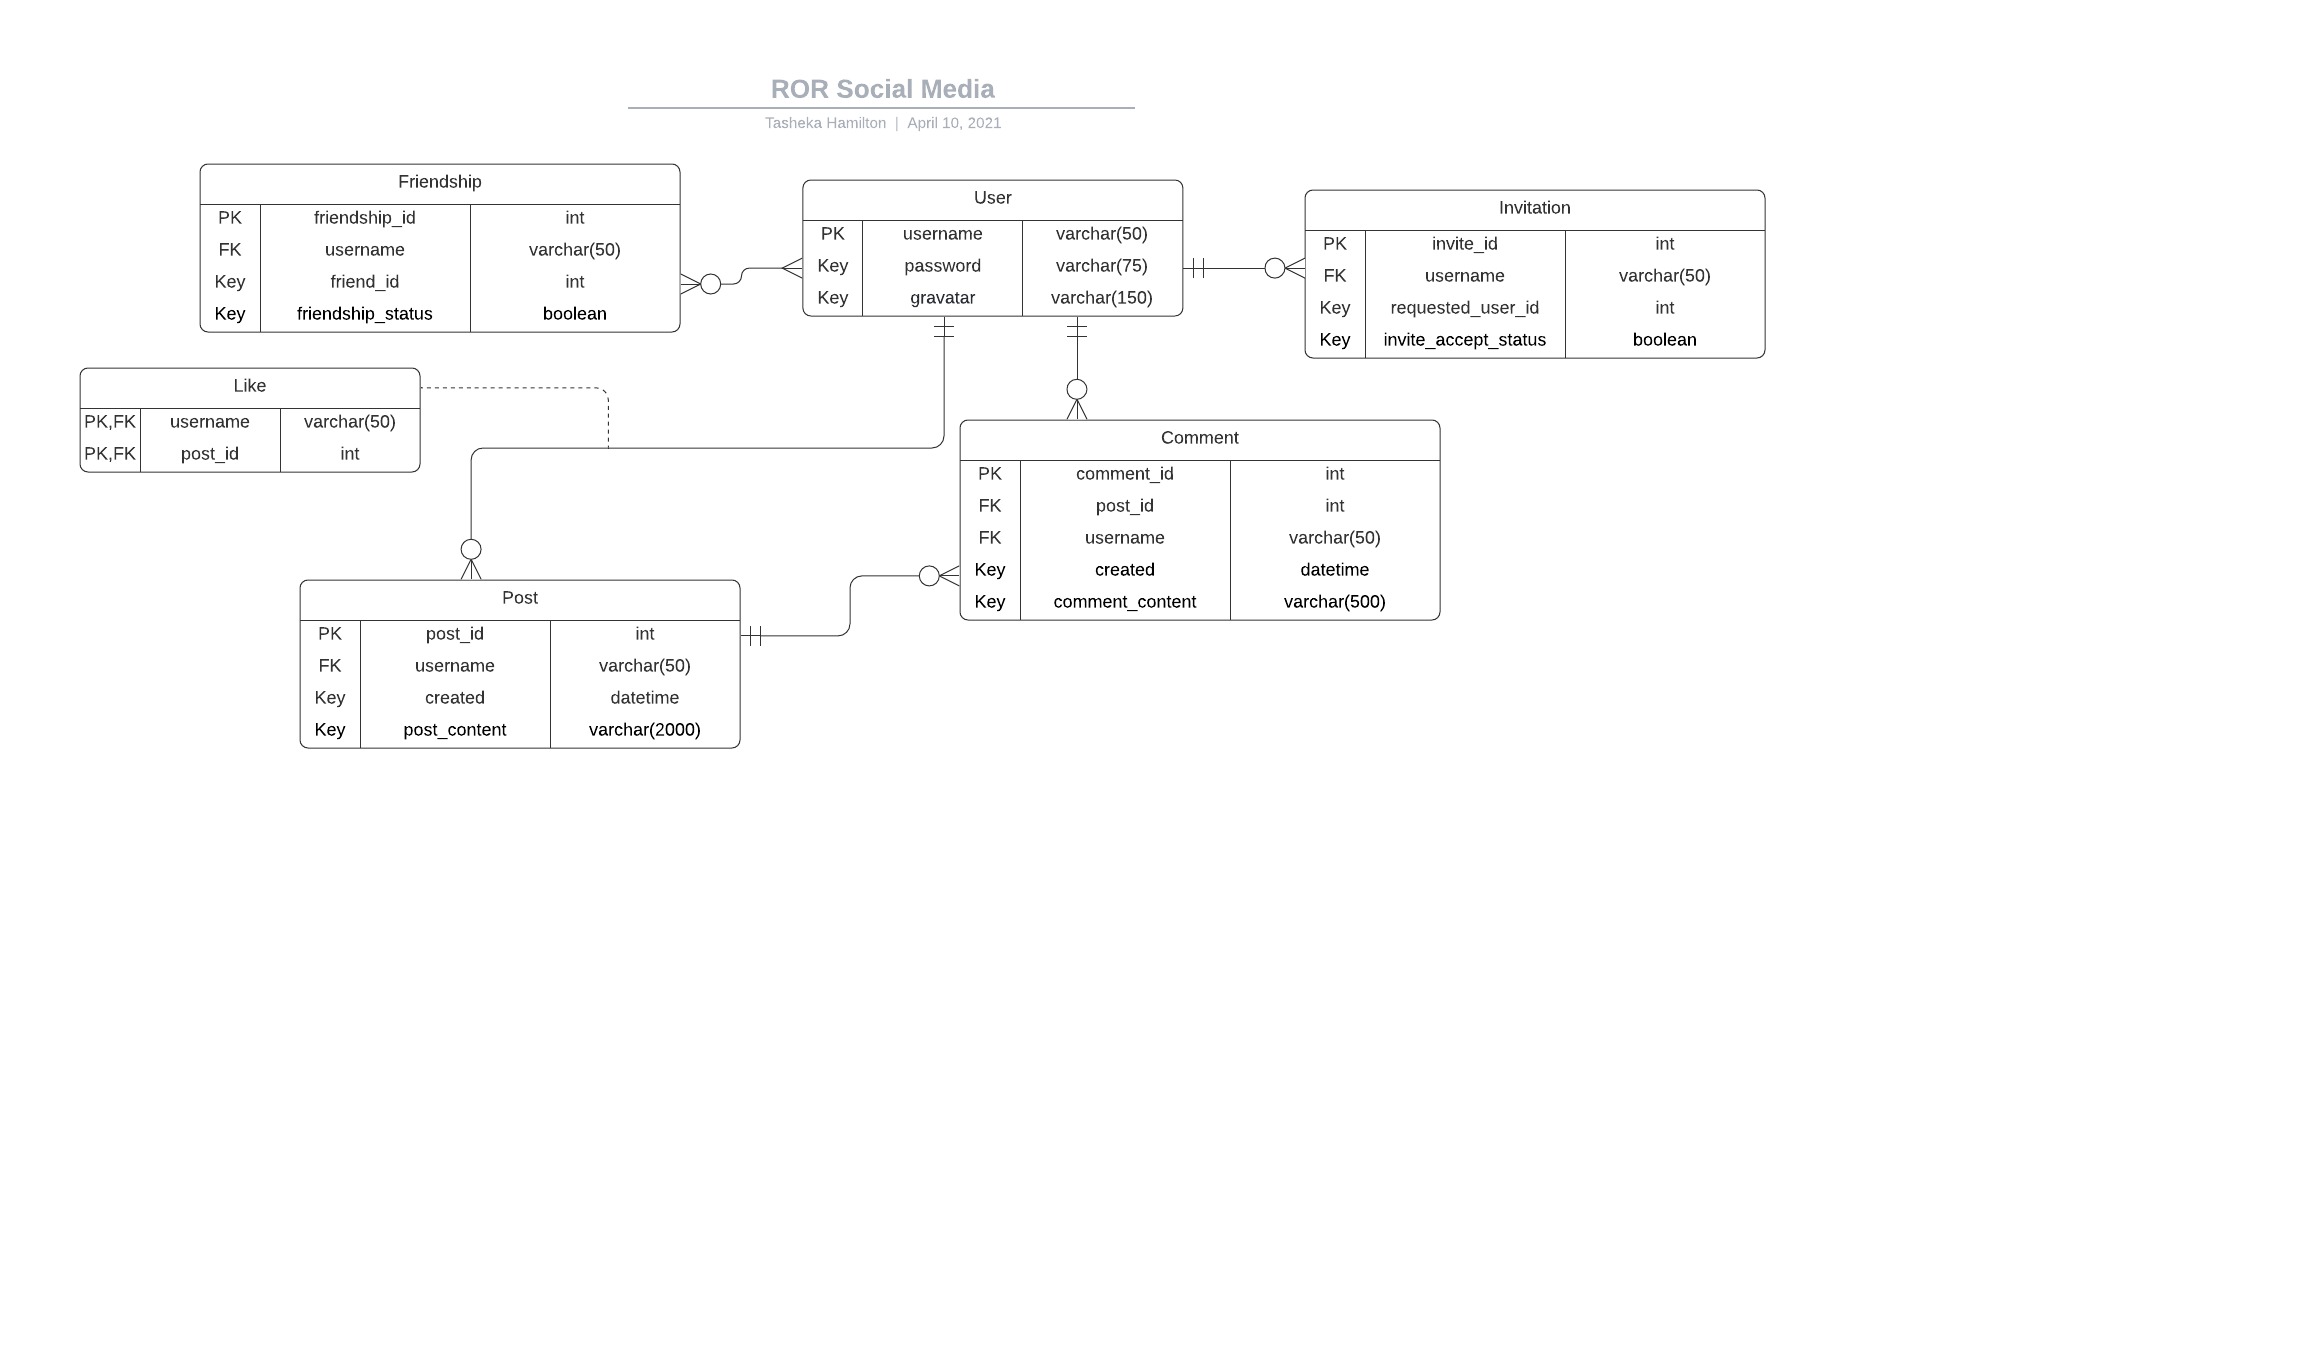 ROR Social Media
Tasheka Hamilton | April 10, 2021
Friendship
PK friendship_id int
FK username varchar(50)
Key friend_id int
Key friendship_status boolean
User
PK username varchar(50)
Key password varchar(75)
Key gravatar varchar(150)
Invitation
PK invite_id int
FK username varchar(50)
Key requested_user_id int
Key invite_accept_status boolean
Like
PK,FK username varchar(50)
PK,FK post_id int
Comment
PK comment_id int
FK post_id int
FK username varchar(50)
Key created datetime
Key comment_content varchar(500)
Post
PK post_id int
FK username varchar(50)
Key created datetime
Key post_content varchar(2000)